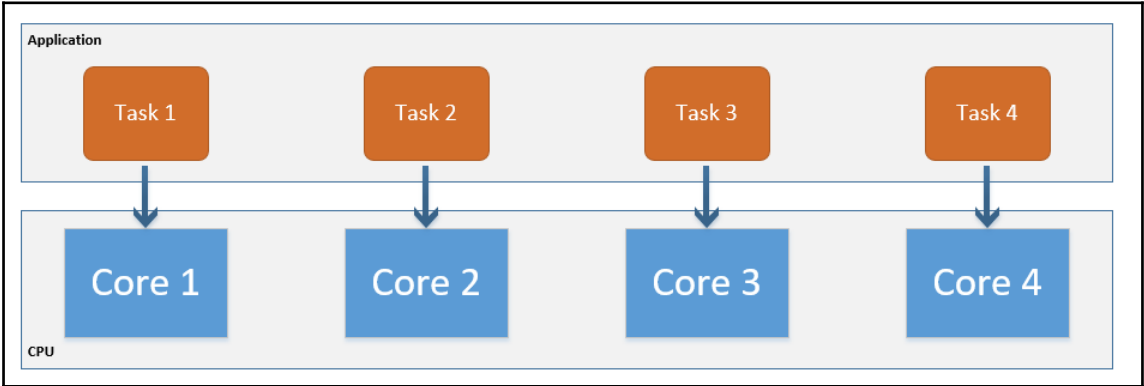 Application
Task 1
Task 2
Task 3
Task 4
Core 1
Core 2
Core 3
Core 4
CPU